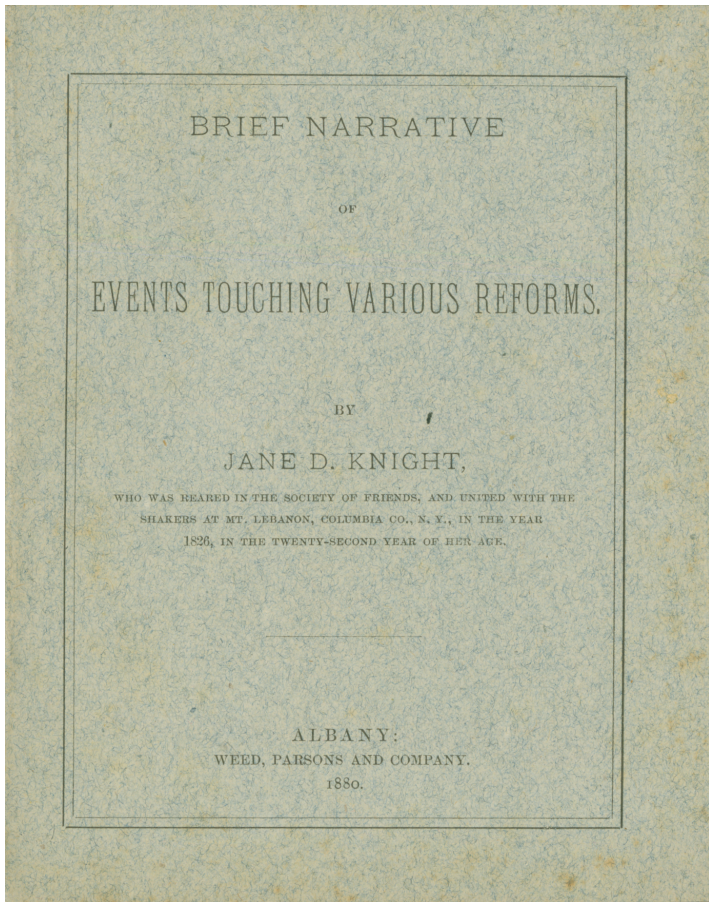 BRIEF NARRATIVE
OF
EVENTS TOUCHING VARIOUS REFORMS.
BY
JANE D. KNIGHT,
WHO WAS REARED IN THE SOCIETY OF FRIENDS, AND UNITED WITH THE
SHAKERS AT MT. LEBANON, COLUMBIA CO., N. Y., IN THE YEAR
1826, IN THE TWENTY-SECOND YEAR OF HER AGE.
ALBANY:
WEED, PARSONS AND COMPANY.
1880.